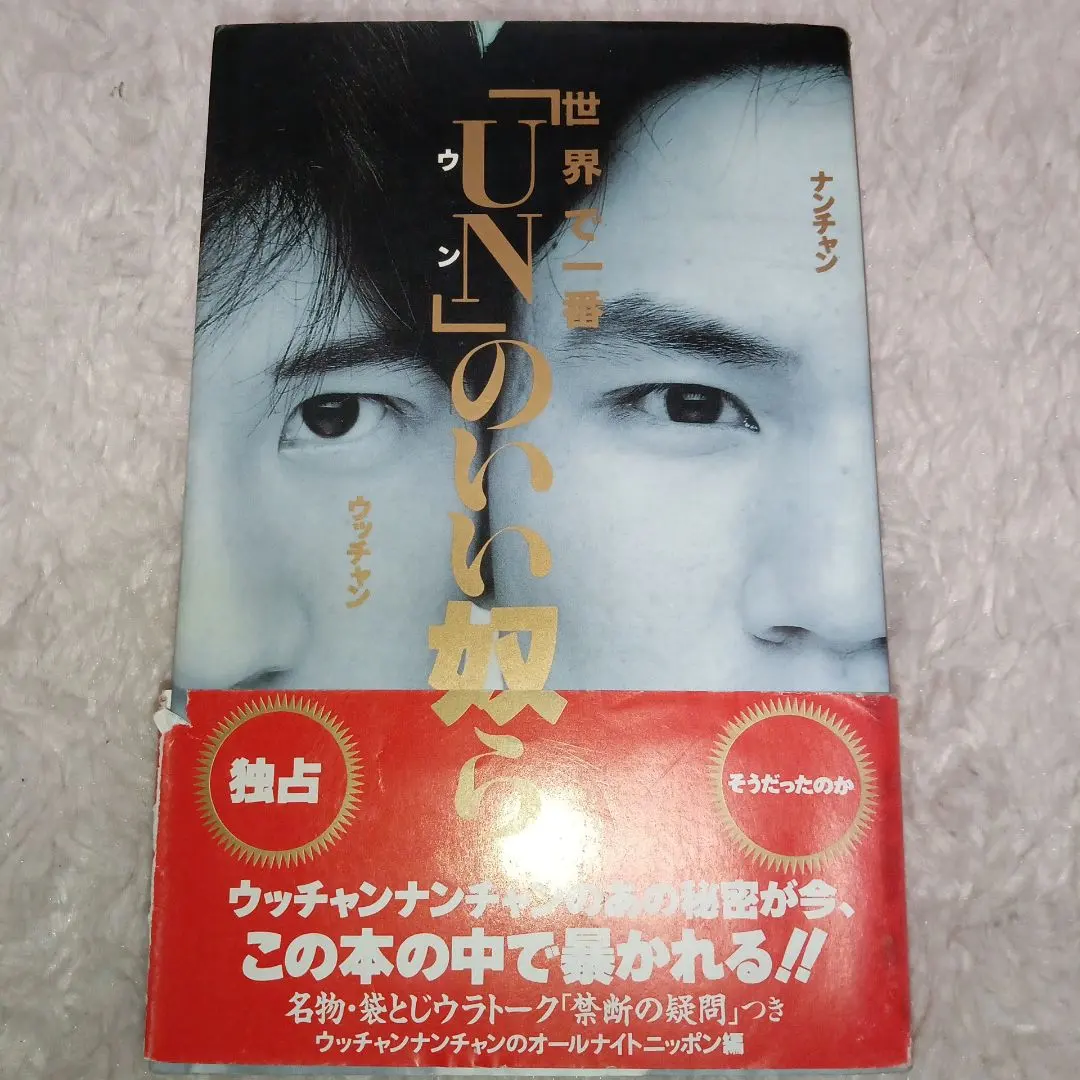 世界で一番
「UN」のいい奴ら
ウン
ナンチャン
ウッチャン
独占
そうだったのか
ウッチャンナンチャンのあの秘密が今、
この本の中で暴かれる!!
名物・袋とじウラトーク「禁断の疑問」つき
ウッチャンナンチャンのオールナイトニッポン編